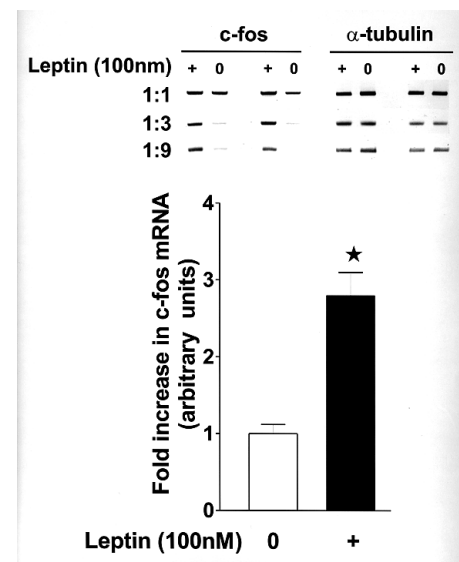 c-fos α-tubulin
Leptin (100nm) + 0 + 0 + 0 + 0
1:1
1:3
1:9
Fold increase in c-fos mRNA
(arbitrary units)
4
3
★
2
1
0
Leptin (100nM) 0 +